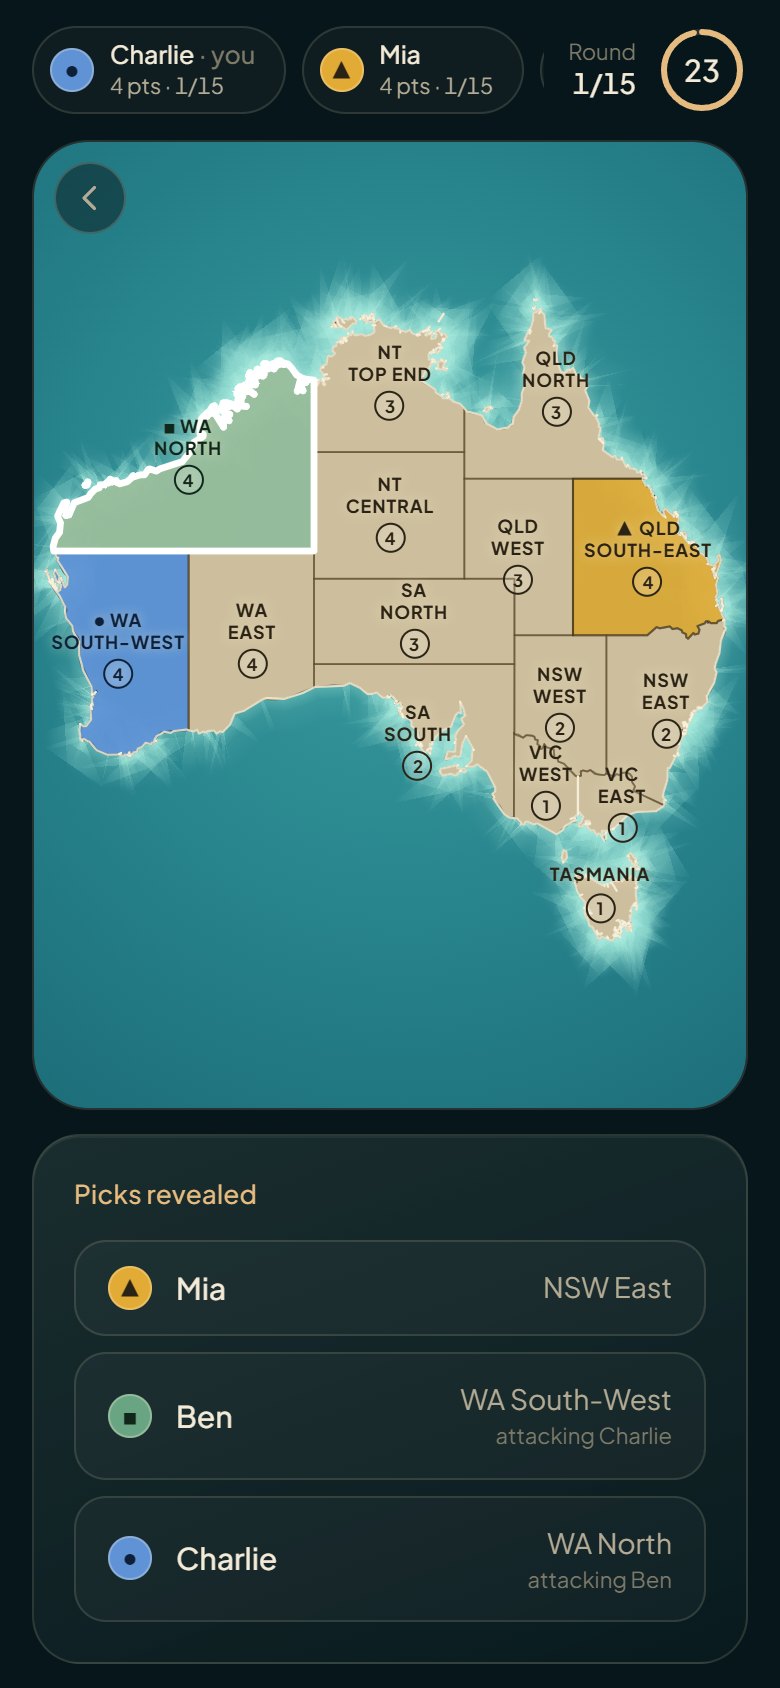 Charlie · you
4 pts · 1/15
Mia
4 pts · 1/15
Round
1/15
23
NT
TOP END
3
QLD
NORTH
3
■ WA
NORTH
4
NT
CENTRAL
4
QLD
WEST
3
▲ QLD
SOUTH-EAST
4
SA
NORTH
3
● WA
SOUTH-WEST
4
WA
EAST
4
NSW
WEST
2
NSW
EAST
2
SA
SOUTH
2
VIC
WEST
1
VIC
EAST
1
TASMANIA
1
Picks revealed
Mia
NSW East
Ben
WA South-West
attacking Charlie
Charlie
WA North
attacking Ben